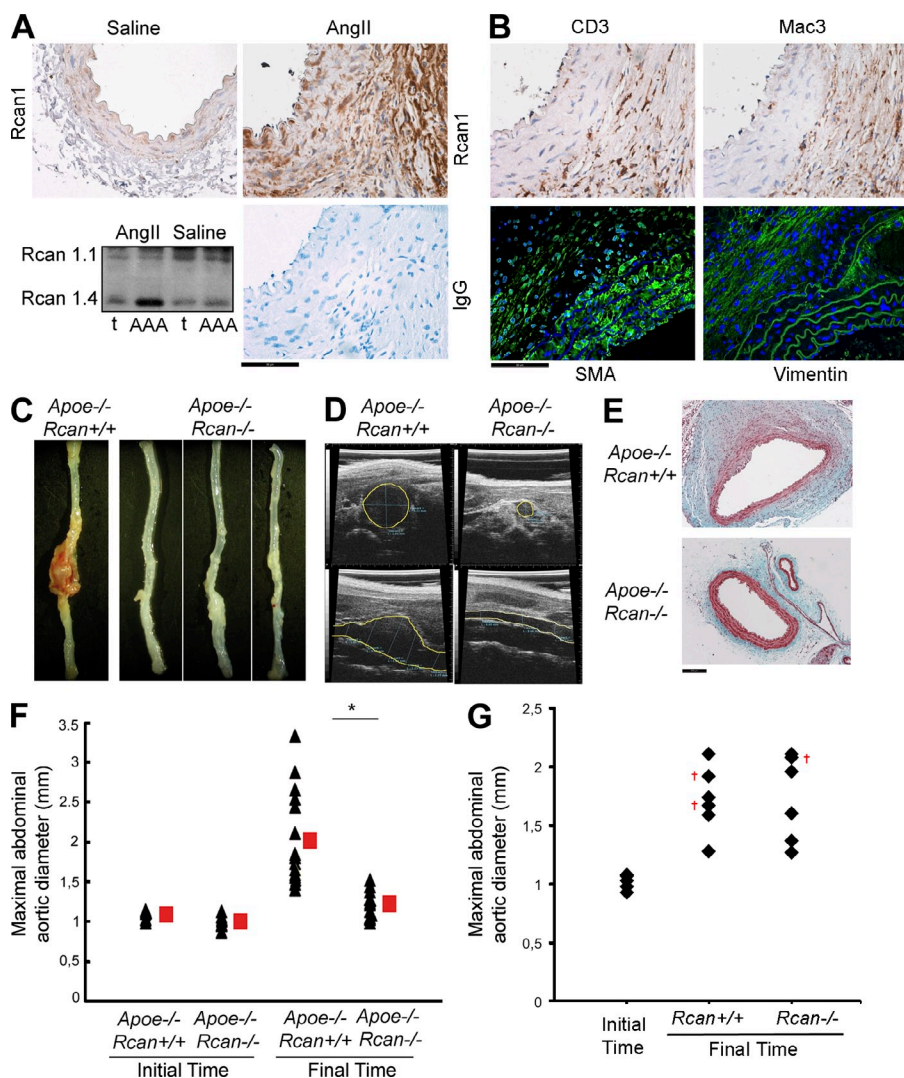 A
Saline
AngII
Rcan1
AngII Saline
Rcan 1.1
Rcan 1.4
t AAA t AAA
B
CD3
Mac3
Rcan1
IgG
SMA
Vimentin
C
Apoe-/-
Rcan+/+
Apoe-/-
Rcan-/-
D
Apoe-/-
Rcan+/+
Apoe-/-
Rcan-/-
E
Apoe-/-
Rcan+/+
Apoe-/-
Rcan-/-
F
Maximal abdominal
aortic diameter (mm)
3.5
3
2.5
2
1.5
1
0,5
0
*
Apoe-/-
Rcan+/+
Apoe-/-
Rcan-/-
Apoe-/-
Rcan+/+
Apoe-/-
Rcan-/-
Initial Time
Final Time
G
Maximal abdominal
aortic diameter (mm)
2,5
2
1.5
1
0,5
0
†
†
†
Initial
Time
Rcan+/+
Rcan-/-
Final Time